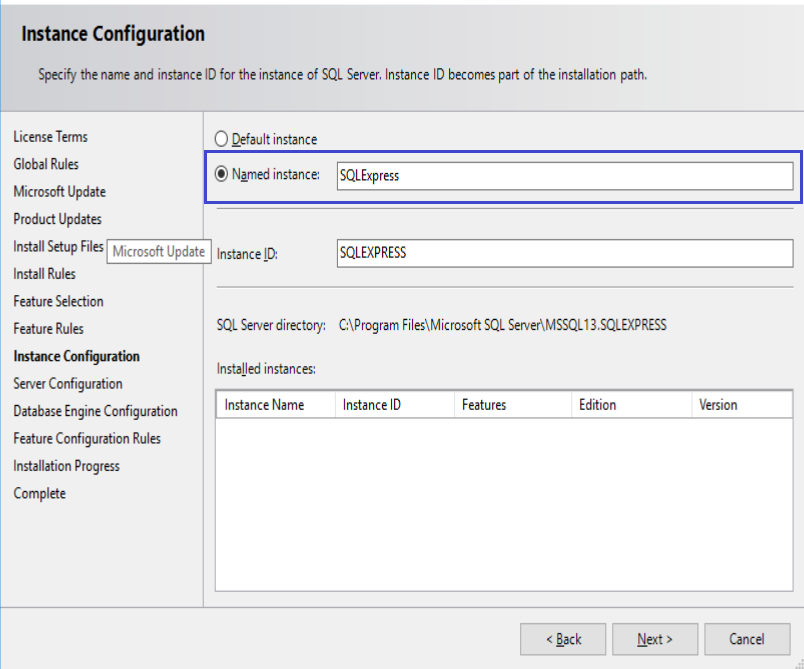 Instance Configuration
Specify the name and instance ID for the instance of SQL Server. Instance ID becomes part of the installation path.
License Terms
Global Rules
Microsoft Update
Product Updates
Install Setup Files
Microsoft Update
Install Rules
Feature Selection
Feature Rules
Instance Configuration
Server Configuration
Database Engine Configuration
Feature Configuration Rules
Installation Progress
Complete
Default instance
Named instance: SQLExpress
Instance ID: SQLEXPRESS
SQL Server directory: C:\Program Files\Microsoft SQL Server\MSSQL13.SQLEXPRESS
Installed instances:
Instance Name Instance ID Features Edition Version
< Back Next > Cancel